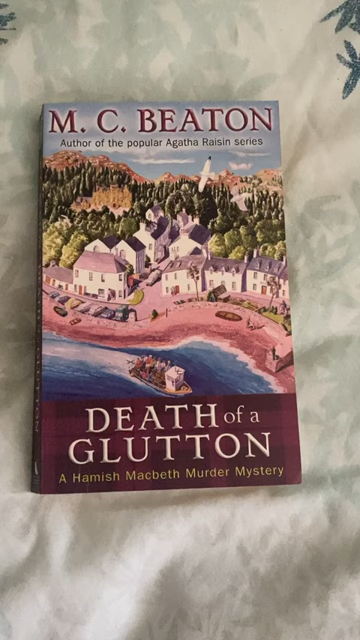 M. C. BEATON
Author of the popular Agatha Raisin series
DEATH of a
GLUTTON
A Hamish Macbeth Murder Mystery